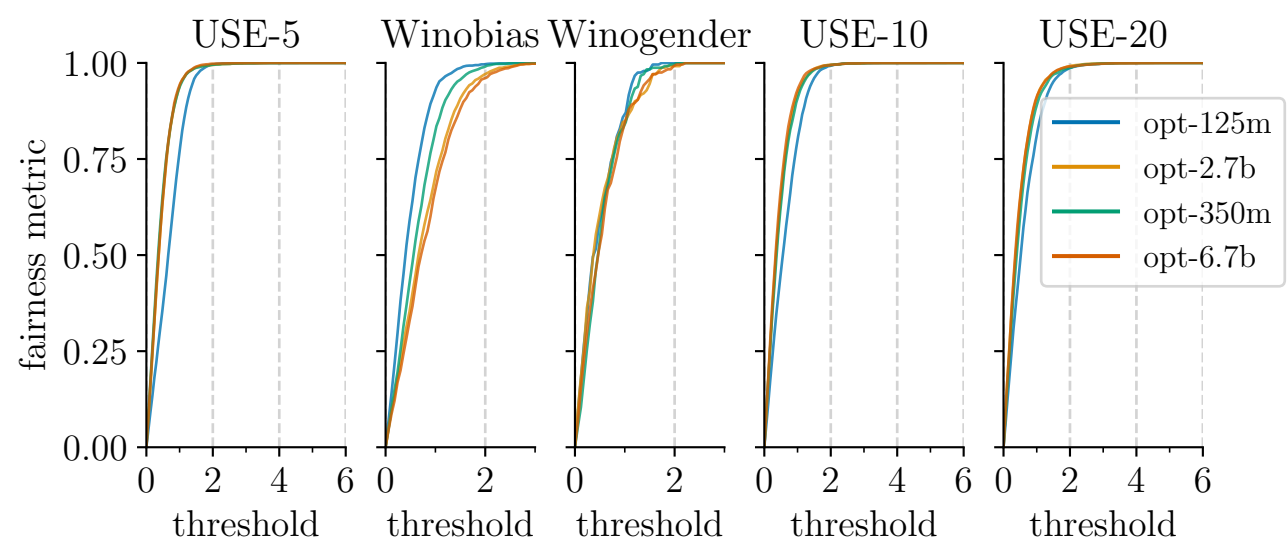 USE-5 Winobias Winogender USE-10 USE-20
fairness metric
1.00
0.75
0.50
0.25
0.00
opt-125m
opt-2.7b
opt-350m
opt-6.7b
0 2 4 6 0 2 0 2 0 2 4 6 0 2 4 6
threshold threshold threshold threshold threshold